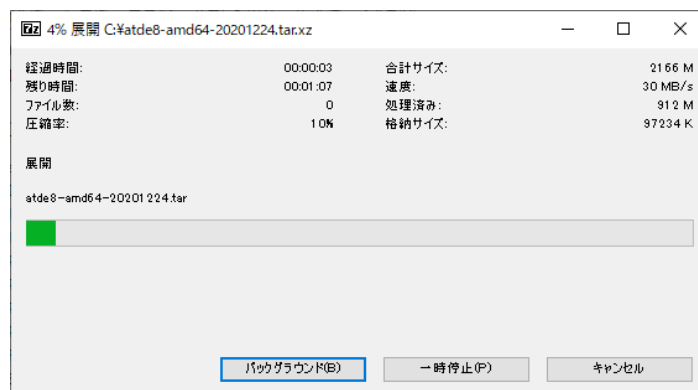 7z 4% 展開 C:¥atde8-amd64-20201224.tar.xz
経過時間: 00:00:03 合計サイズ: 2166 M
残り時間: 00:01:07 速度: 30 MB/s
ファイル数: 0 処理済み: 912 M
圧縮率: 10% 格納サイズ: 97234 K
展開
atde8-amd64-20201224.tar
バックグラウンド(B) 一時停止(P) キャンセル